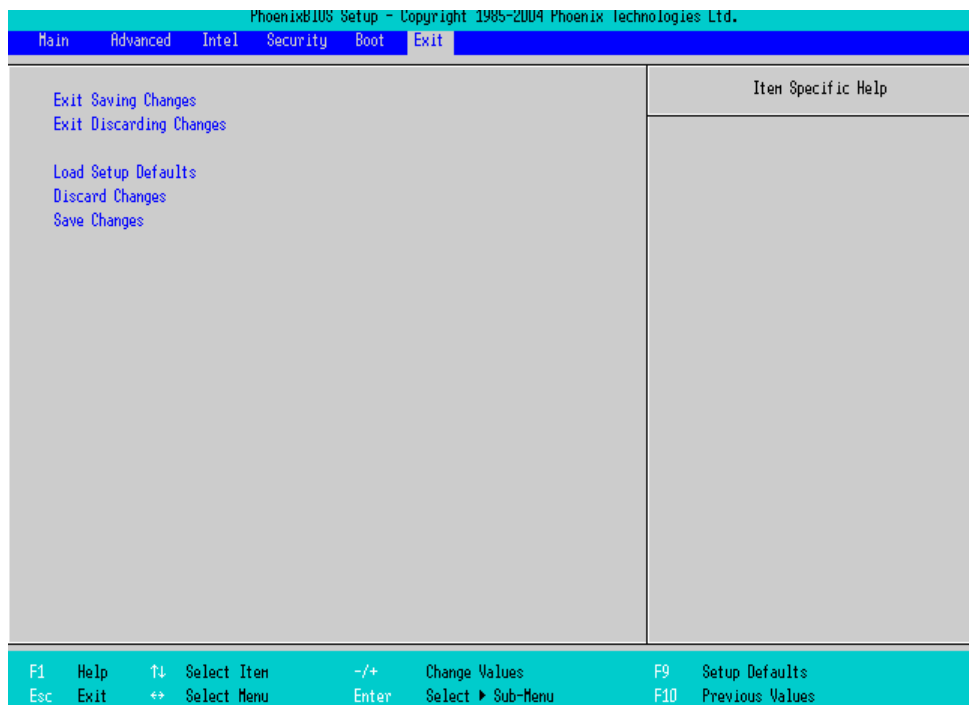 PhoenixBIOS Setup - Copyright 1985-2004 Phoenix Technologies Ltd.
Main Advanced Intel Security Boot Exit
Item Specific Help
Exit Saving Changes
Exit Discarding Changes
Load Setup Defaults
Discard Changes
Save Changes
F1 Help ↑↓ Select Item -/+ Change Values F9 Setup Defaults
Esc Exit ↔ Select Menu Enter Select ▶ Sub-Menu F10 Previous Values